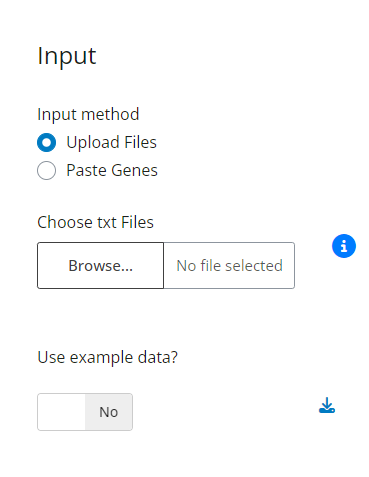 Input
Input method
Upload Files
Paste Genes
Choose txt Files
Browse... No file selected
Use example data?
No